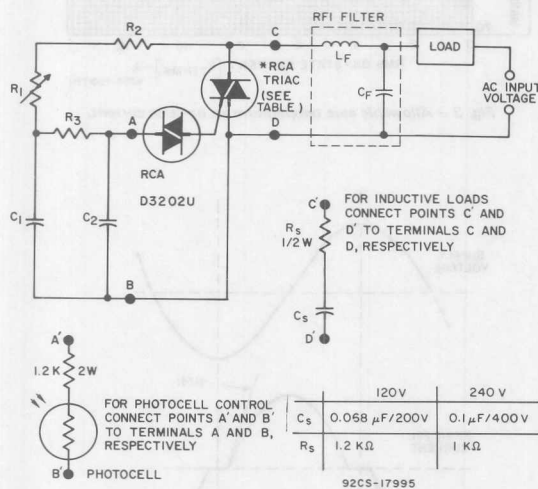 RFI FILTER
R2
C
LF
LOAD
*RCA
TRIAC
(SEE
TABLE)
CF
AC INPUT
VOLTAGE
R1
R3
A
D
RCA
D3202U
C1
C2
B
C'
RS
1/2 W
CS
D'
FOR INDUCTIVE LOADS
CONNECT POINTS C' AND
D' TO TERMINALS C AND
D, RESPECTIVELY
A'
1.2 K 2W
FOR PHOTOCELL CONTROL
CONNECT POINTS A' AND B'
TO TERMINALS A AND B,
RESPECTIVELY
B' PHOTOCELL
120V 240 V
CS 0.068 μF/200V 0.1 μF/400V
RS 1.2 KΩ 1 KΩ
92CS-17995